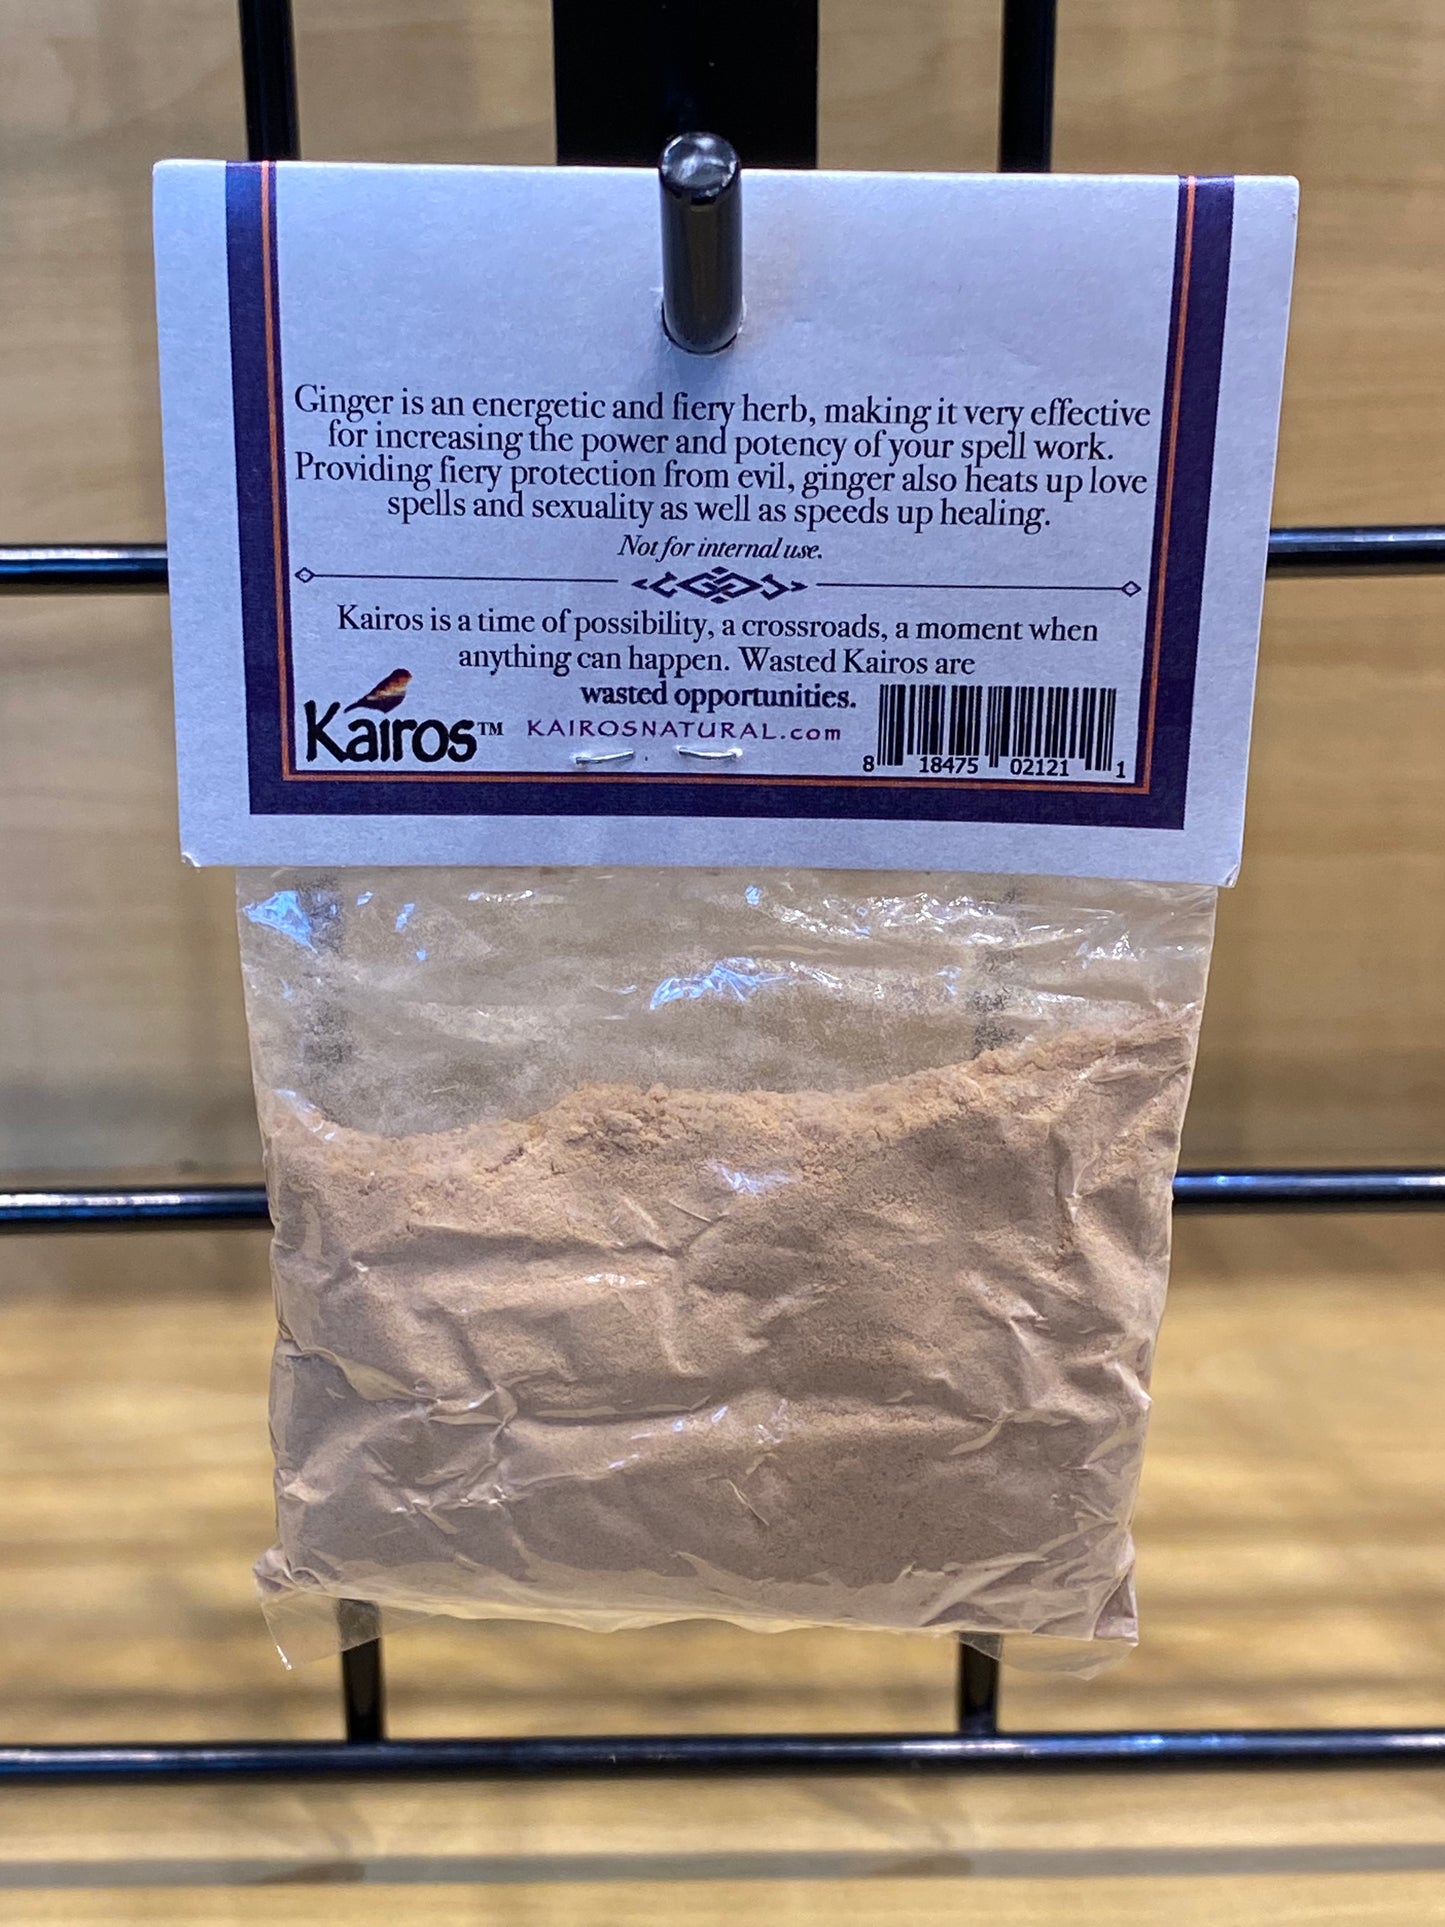 Ginger is an energetic and fiery herb, making it very effective
for increasing the power and potency of your spell work.
Providing fiery protection from evil, ginger also heats up love
spells and sexuality as well as speeds up healing.
Not for internal use.
Kairos is a time of possibility, a crossroads, a moment when
anything can happen. Wasted Kairos are
wasted opportunities.
Kairos™ KAIROSNATURAL.com
8 18475 02121 1